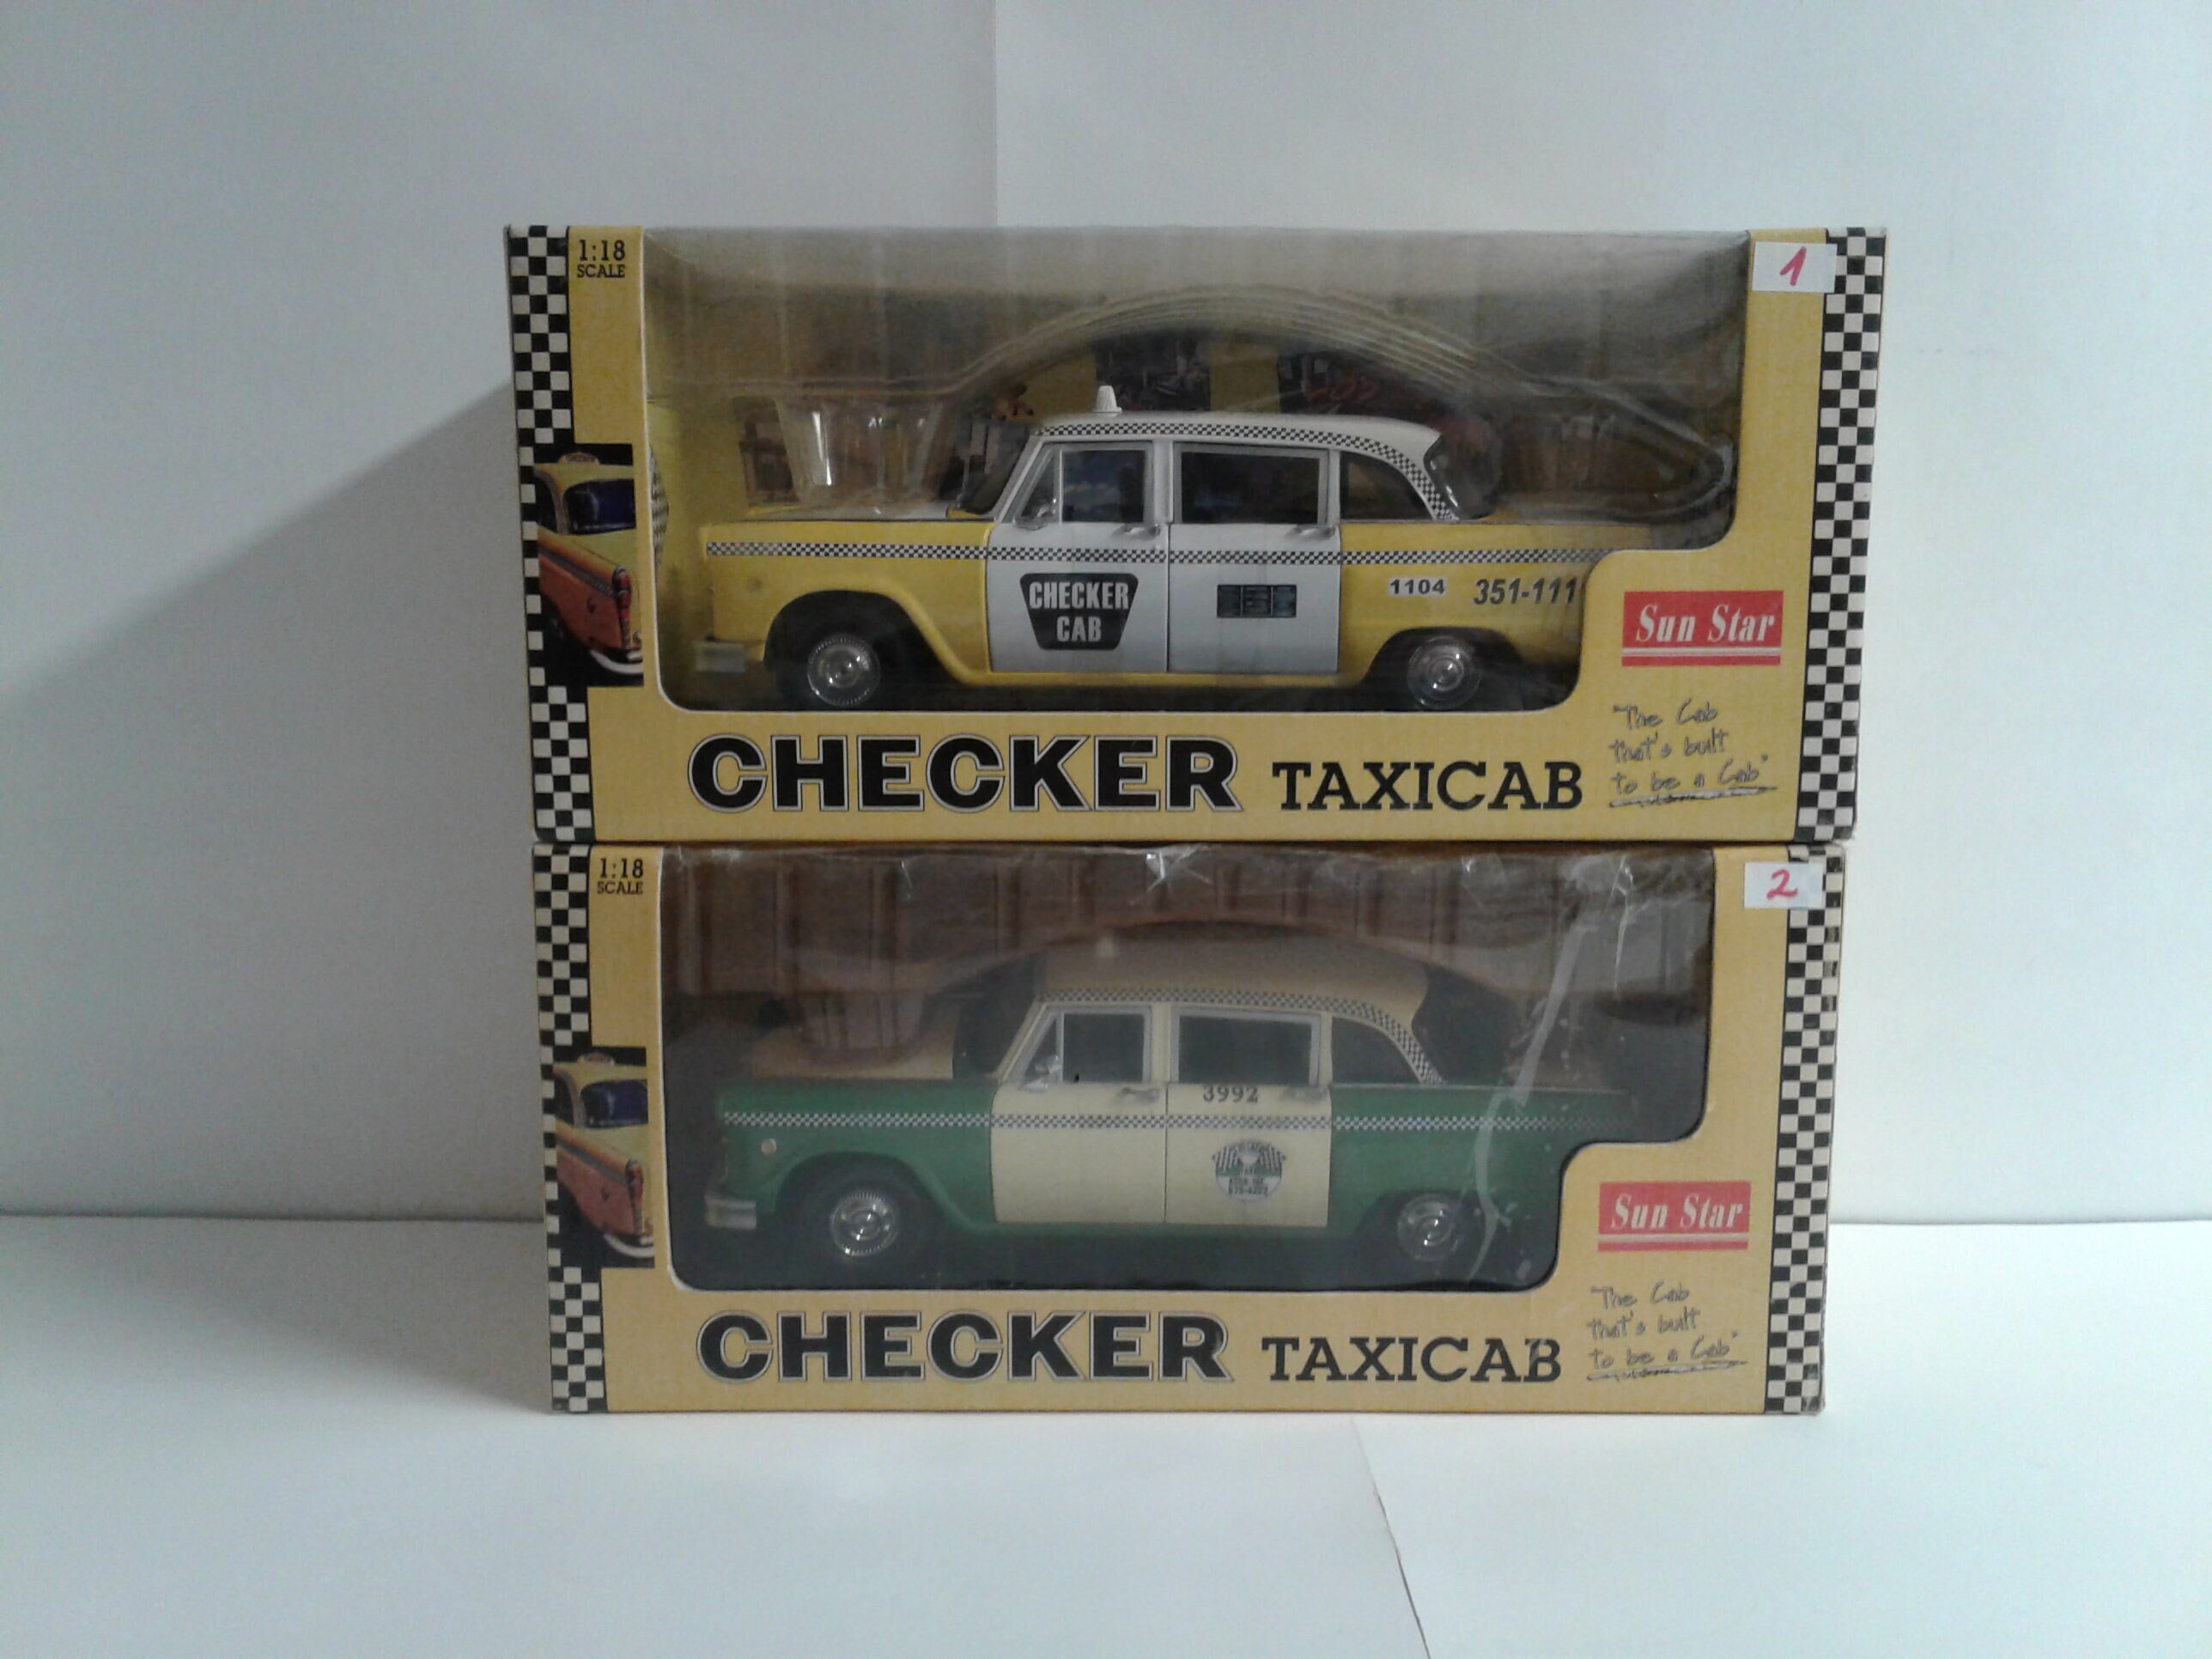 1:18
SCALE
1
CHECKER
CAB
1104
351-111
Sun Star
"The Cab
that's built
to be a Cab"
CHECKER TAXICAB
1:18
SCALE
2
3992
Sun Star
"The Cab
that's built
to be a Cab"
CHECKER TAXICAB